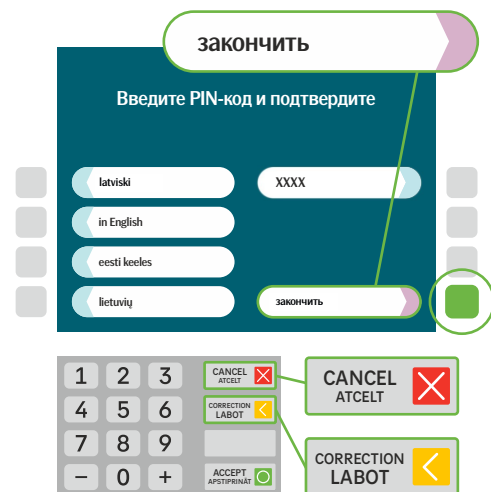 закончить
Введите PIN-код и подтвердите
latviski
XXXX
in English
eesti keeles
lietuvių
закончить
1 2 3 CANCEL
ATCELT
CANCEL
ATCELT
4 5 6 CORRECTION
LABOT
7 8 9
CORRECTION
LABOT
- 0 + ACCEPT
APSTIPRINĀT